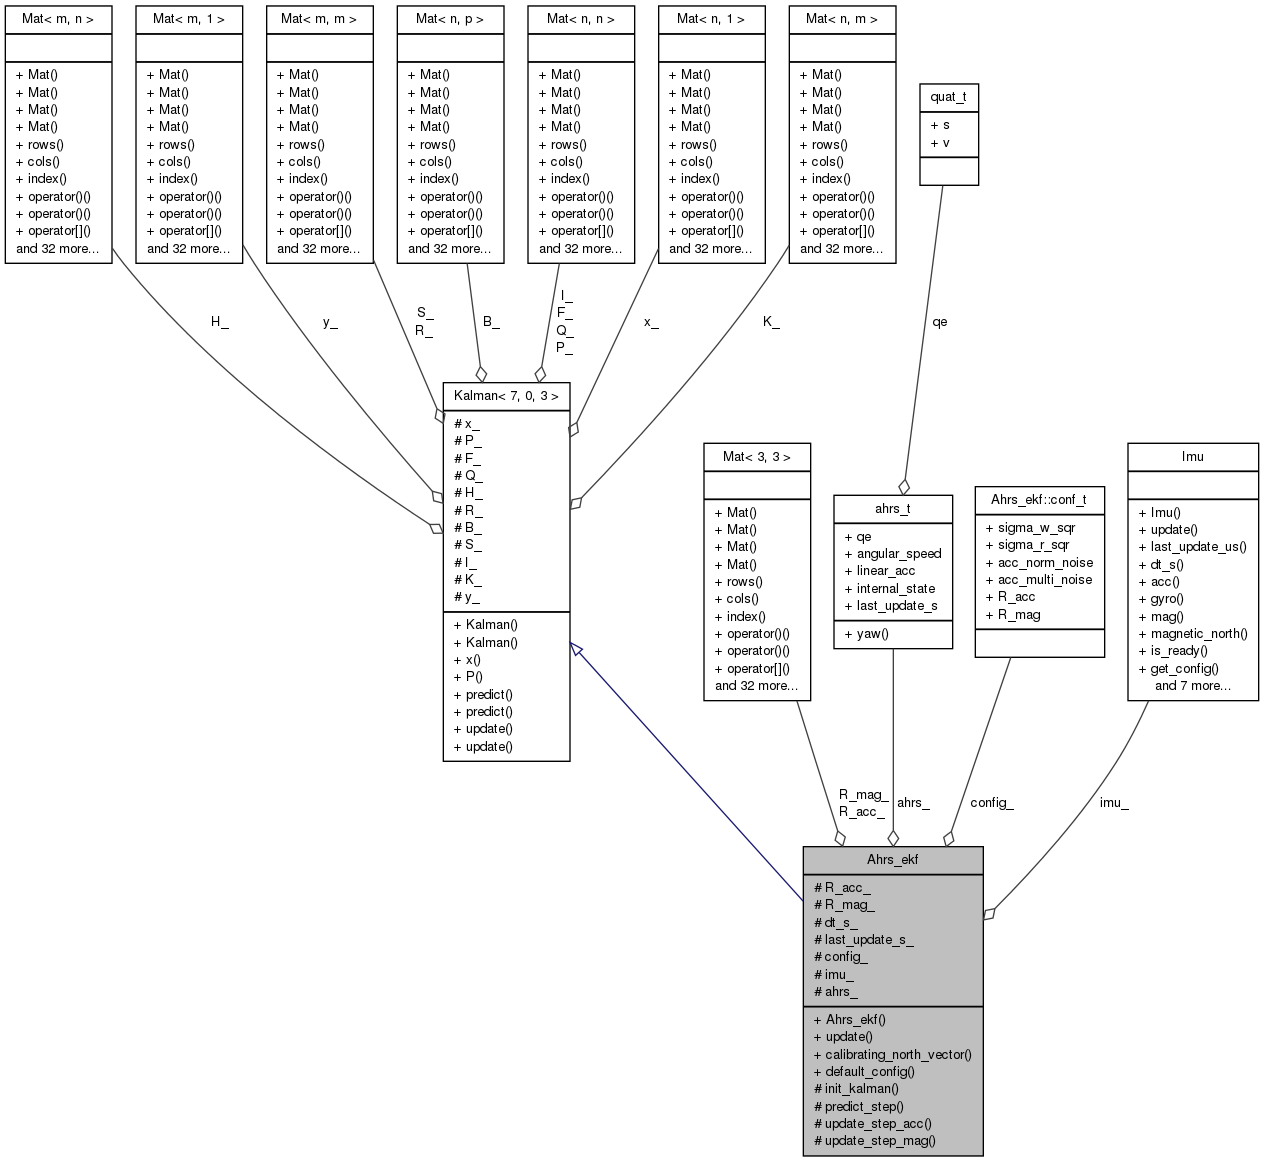 Mat< m, n >
+ Mat()
+ Mat()
+ Mat()
+ Mat()
+ rows()
+ cols()
+ index()
+ operator()()
+ operator()()
+ operator[]()
and 32 more...
Mat< m, 1 >
+ Mat()
+ Mat()
+ Mat()
+ Mat()
+ rows()
+ cols()
+ index()
+ operator()()
+ operator()()
+ operator[]()
and 32 more...
Mat< m, m >
+ Mat()
+ Mat()
+ Mat()
+ Mat()
+ rows()
+ cols()
+ index()
+ operator()()
+ operator()()
+ operator[]()
and 32 more...
Mat< n, p >
+ Mat()
+ Mat()
+ Mat()
+ Mat()
+ rows()
+ cols()
+ index()
+ operator()()
+ operator()()
+ operator[]()
and 32 more...
Mat< n, n >
+ Mat()
+ Mat()
+ Mat()
+ Mat()
+ rows()
+ cols()
+ index()
+ operator()()
+ operator()()
+ operator[]()
and 32 more...
Mat< n, 1 >
+ Mat()
+ Mat()
+ Mat()
+ Mat()
+ rows()
+ cols()
+ index()
+ operator()()
+ operator()()
+ operator[]()
and 32 more...
Mat< n, m >
+ Mat()
+ Mat()
+ Mat()
+ Mat()
+ rows()
+ cols()
+ index()
+ operator()()
+ operator()()
+ operator[]()
and 32 more...
quat_t
+ s
+ v
H_
y_
S_
R_
B_
I_
F_
Q_
P_
x_
K_
qe
Kalman< 7, 0, 3 >
# x_
# P_
# F_
# Q_
# H_
# R_
# B_
# S_
# I_
# K_
# y_
+ Kalman()
+ Kalman()
+ x()
+ P()
+ predict()
+ predict()
+ update()
+ update()
Mat< 3, 3 >
+ Mat()
+ Mat()
+ Mat()
+ Mat()
+ rows()
+ cols()
+ index()
+ operator()()
+ operator()()
+ operator[]()
and 32 more...
ahrs_t
+ qe
+ angular_speed
+ linear_acc
+ internal_state
+ last_update_s
+ yaw()
Ahrs_ekf::conf_t
+ sigma_w_sqr
+ sigma_r_sqr
+ acc_norm_noise
+ acc_multi_noise
+ R_acc
+ R_mag
Imu
+ Imu()
+ update()
+ last_update_us()
+ dt_s()
+ acc()
+ gyro()
+ mag()
+ magnetic_north()
+ is_ready()
+ get_config()
and 7 more...
R_mag_
R_acc_
ahrs_
config_
imu_
Ahrs_ekf
# R_acc_
# R_mag_
# dt_s_
# last_update_s_
# config_
# imu_
# ahrs_
+ Ahrs_ekf()
+ update()
+ calibrating_north_vector()
+ default_config()
# init_kalman()
# predict_step()
# update_step_acc()
# update_step_mag()